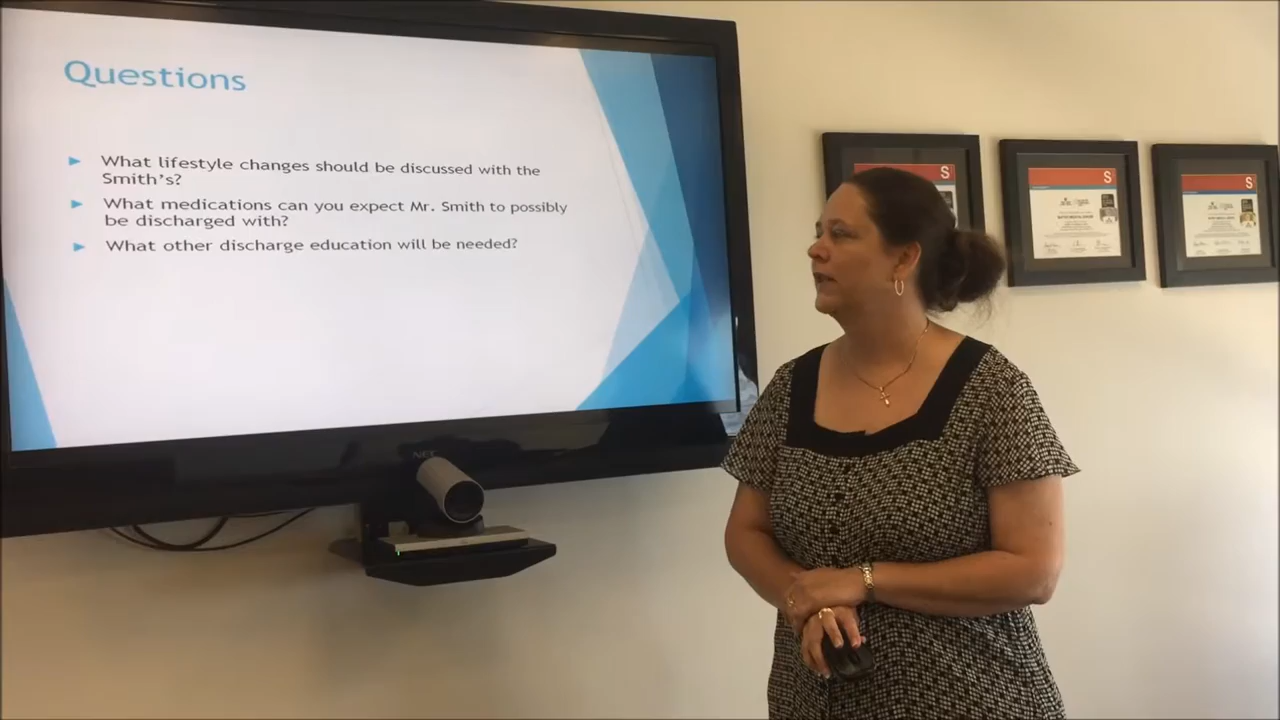 Questions
What lifestyle changes should be discussed with the
Smith's?
What medications can you expect Mr. Smith to possibly
be discharged with?
What other discharge education will be needed?
NEC
S
S
S